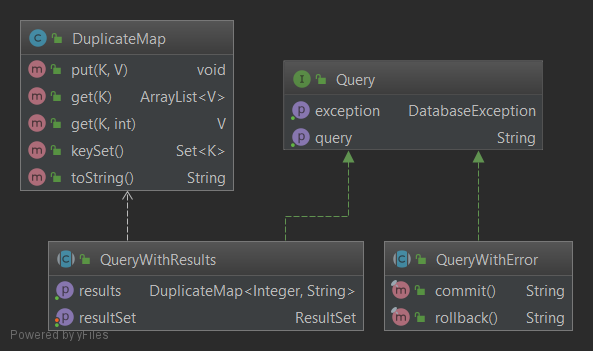 DuplicateMap
put(K, V) void
get(K) ArrayList<V>
get(K, int) V
keySet() Set<K>
toString() String
Query
exception DatabaseException
query String
QueryWithResults
results DuplicateMap<Integer, String>
resultSet ResultSet
QueryWithError
commit() String
rollback() String
Powered by yFiles